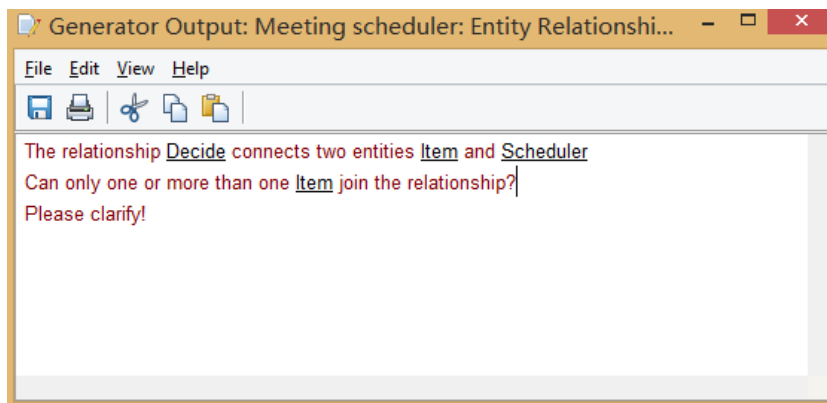 Generator Output: Meeting scheduler: Entity Relationshi...
File Edit View Help
The relationship Decide connects two entities Item and Scheduler
Can only one or more than one Item join the relationship?
Please clarify!